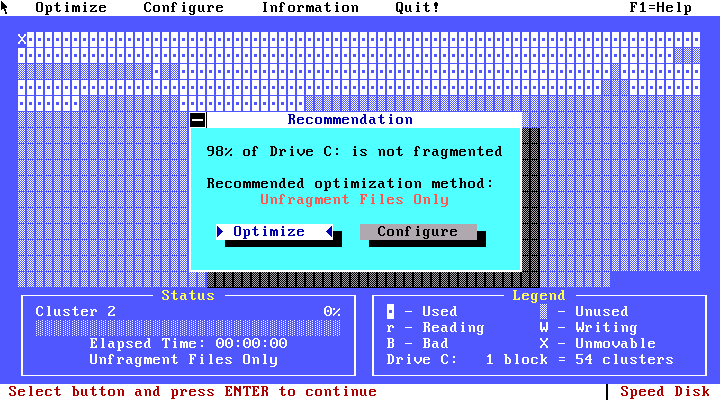 Optimize Configure Information Quit! F1=Help
X
Recommendation
98% of Drive C: is not fragmented
Recommended optimization method:
Unfragment Files Only
Optimize Configure
Status
Cluster 2 0%
Elapsed Time: 00:00:00
Unfragment Files Only
Legend
- Used - Unused
r - Reading W - Writing
B - Bad X - Unmovable
Drive C: 1 block = 54 clusters
Select button and press ENTER to continue Speed Disk